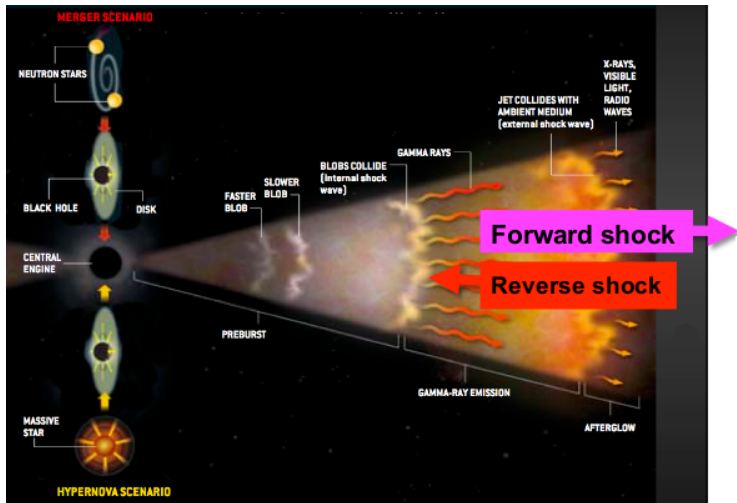 MERGER SCENARIO
NEUTRON STARS
BLACK HOLE
DISK
CENTRAL
ENGINE
MASSIVE
STAR
HYPERNOVA SCENARIO
FASTER
BLOB
SLOWER
BLOB
PREBURST
BLOBS COLLIDE
(internal shock
wave)
GAMMA RAYS
GAMMA-RAY EMISSION
JET COLLIDES WITH
AMBIENT MEDIUM
(external shock wave)
X-RAYS,
VISIBLE
LIGHT,
RADIO
WAVES
Forward shock
Reverse shock
AFTERGLOW